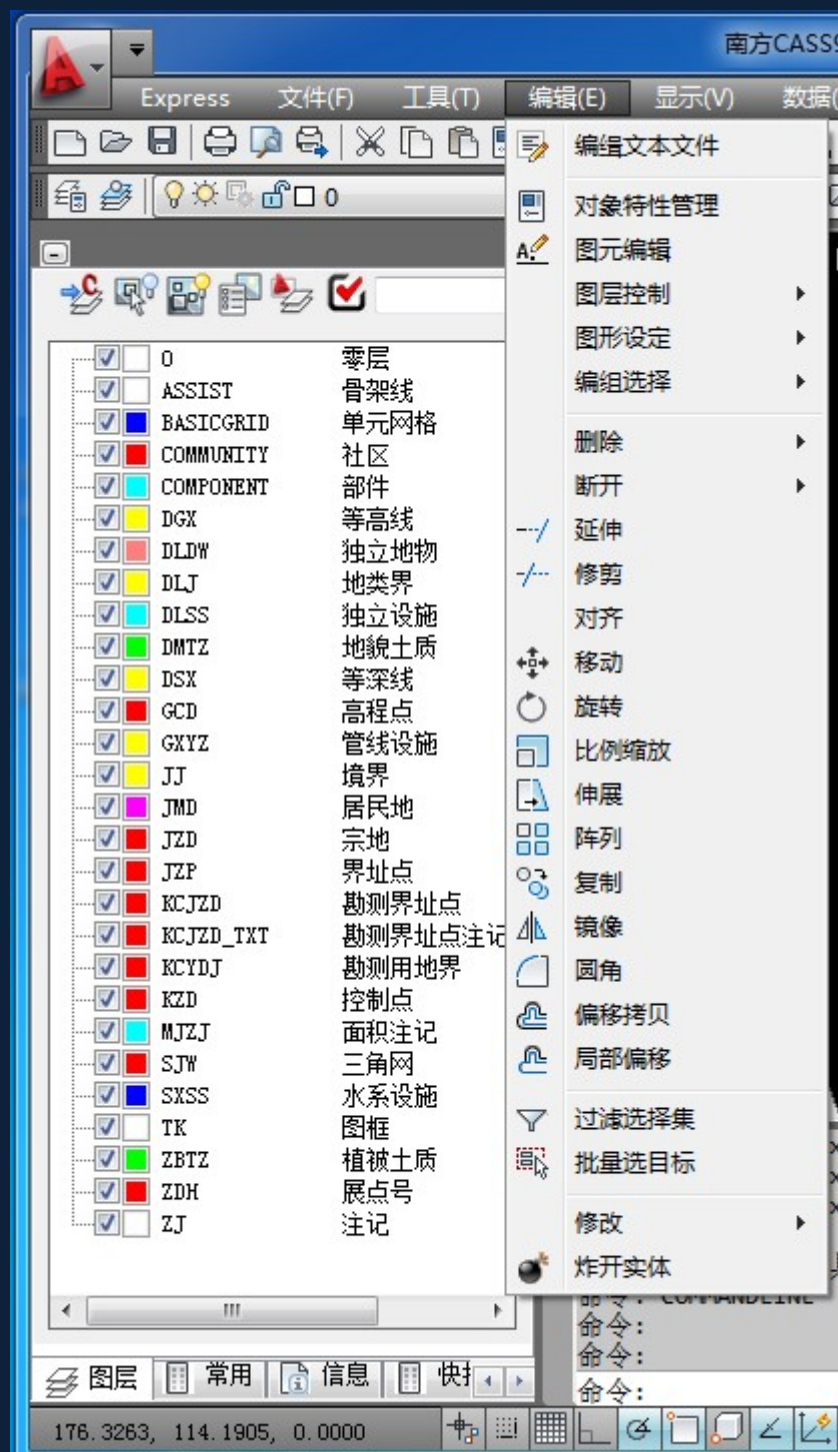 南方CASS9
Express 文件(F) 工具(T) 编辑(E) 显示(V) 数据(
0
编辑文本文件
对象特性管理
图元编辑
图层控制
图形设定
编组选择
删除
断开
延伸
修剪
对齐
移动
旋转
比例缩放
伸展
阵列
复制
镜像
圆角
偏移拷贝
局部偏移
过滤选择集
批量选目标
修改
炸开实体
0 零层
ASSIST 骨架线
BASICGRID 单元网格
COMMUNITY 社区
COMPONENT 部件
DGX 等高线
DLDW 独立地物
DLJ 地类界
DLSS 独立设施
DMTZ 地貌土质
DSX 等深线
GCD 高程点
GXYZ 管线设施
JJ 境界
JMD 居民地
JZD 宗地
JZP 界址点
KCJZD 勘测界址点
KCJZD_TXT 勘测界址点注记
KCYDJ 勘测用地界
KZD 控制点
MJZJ 面积注记
SJW 三角网
SXSS 水系设施
TK 图框
ZBTZ 植被土质
ZDH 展点号
ZJ 注记
命令: COMMANDLINE
命令:
命令:
命令:
图层 常用 信息
176.3263, 114.1905, 0.0000